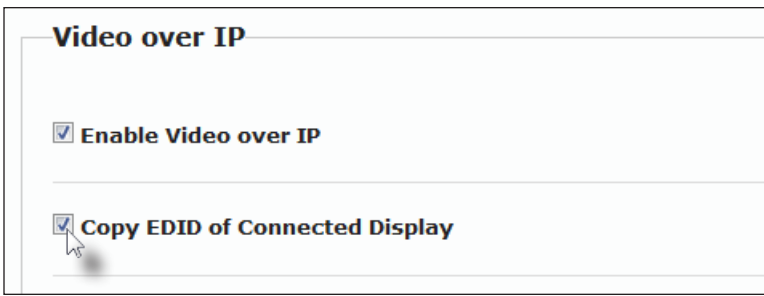 Video over IP
Enable Video over IP
Copy EDID of Connected Display